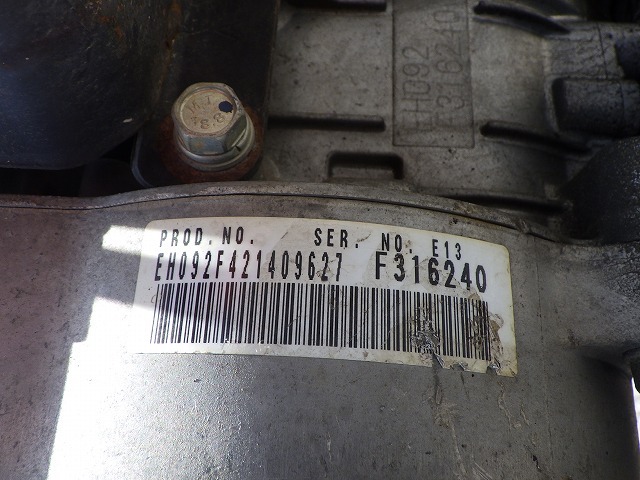 EH092
F316240
PROD.NO. SER. NO. E13
EH092F421409627 F316240